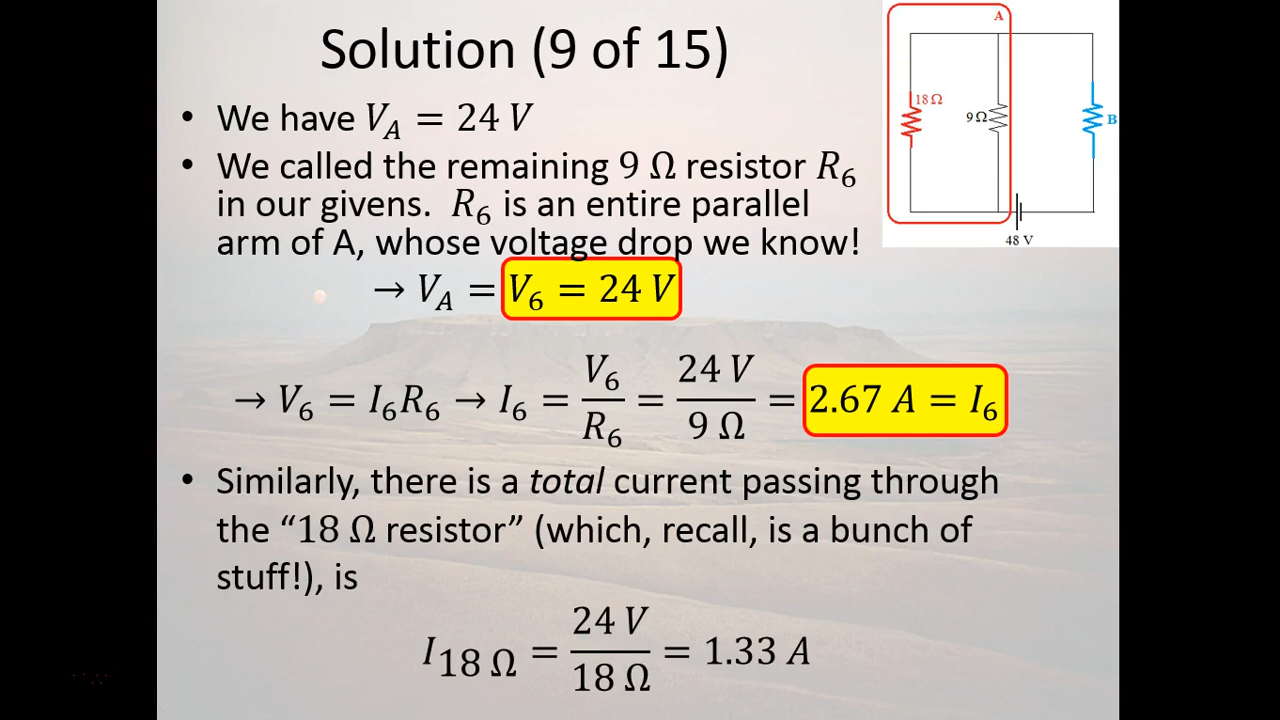 Solution (9 of 15)
• We have V_A = 24 V
• We called the remaining 9 Ω resistor R_6
in our givens. R_6 is an entire parallel
arm of A, whose voltage drop we know!
→ V_A = V_6 = 24 V
→ V_6 = I_6R_6 → I_6 = V_6/R_6 = 24 V/9 Ω = 2.67 A = I_6
• Similarly, there is a total current passing through
the “18 Ω resistor” (which, recall, is a bunch of
stuff!), is
I_18 Ω = 24 V/18 Ω = 1.33 A
A
18 Ω
9 Ω
B
48 V